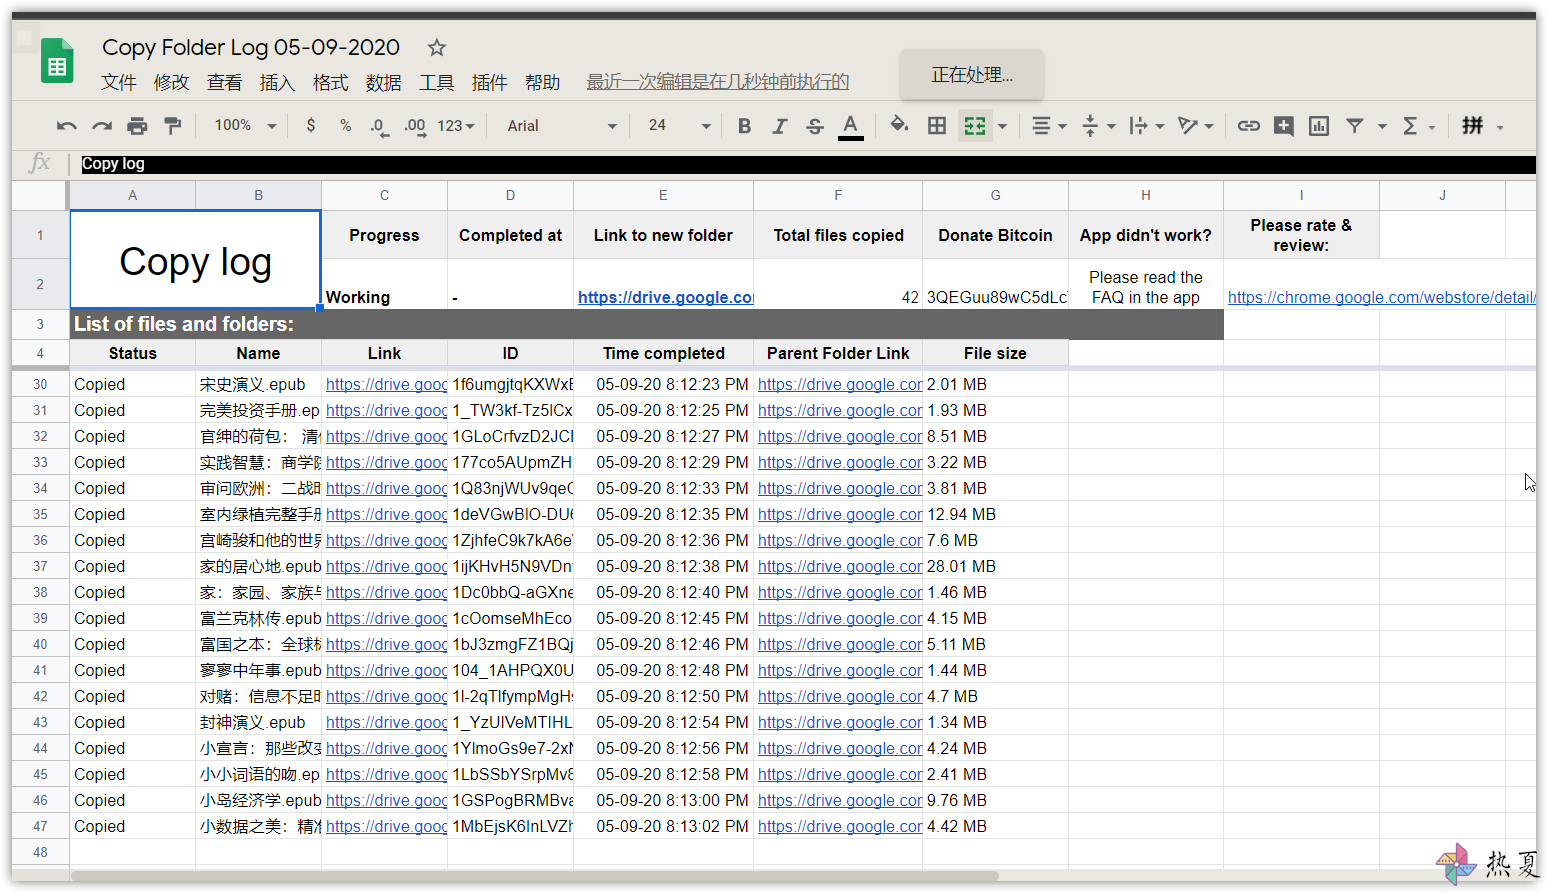 Copy Folder Log 05-09-2020
文件 修改 查看 插入 格式 数据 工具 插件 帮助 最近一次编辑是在几秒钟前执行的
正在处理...
100% $ % .0 .00 123 Arial 24 B I S A Σ 拼
fx Copy log
A B C D E F G H I J
1 Copy log Progress Completed at Link to new folder Total files copied Donate Bitcoin App didn't work? Please rate & review:
2 Working - https://drive.google.co 42 3QEGuu89wC5dLc Please read the FAQ in the app https://chrome.google.com/webstore/detail/
3 List of files and folders:
4 Status Name Link ID Time completed Parent Folder Link File size
30 Copied 宋史演义.epub https://drive.goog 1f6umgjtqKXWxE 05-09-20 8:12:23 PM https://drive.google.cor 2.01 MB
31 Copied 完美投资手册.ep https://drive.goog 1_TW3kf-Tz5lCx 05-09-20 8:12:25 PM https://drive.google.cor 1.93 MB
32 Copied 官绅的荷包： 清 https://drive.goog 1GLoCrfvzD2JC 05-09-20 8:12:27 PM https://drive.google.cor 8.51 MB
33 Copied 实践智慧：商学院 https://drive.goog 177co5AUpmZH 05-09-20 8:12:29 PM https://drive.google.cor 3.22 MB
34 Copied 审问欧洲：二战时 https://drive.goog 1Q83njWUv9qe 05-09-20 8:12:33 PM https://drive.google.cor 3.81 MB
35 Copied 室内绿植完整手册 https://drive.goog 1deVGwBlO-DU6 05-09-20 8:12:35 PM https://drive.google.cor 12.94 MB
36 Copied 宫崎骏和他的世界 https://drive.goog 1ZjhfeC9k7kA6e 05-09-20 8:12:36 PM https://drive.google.cor 7.6 MB
37 Copied 家的居心地.epub https://drive.goog 1ijKHvH5N9VDn 05-09-20 8:12:38 PM https://drive.google.cor 28.01 MB
38 Copied 家：家园、家族与 https://drive.goog 1Dc0bbQ-aGXne 05-09-20 8:12:40 PM https://drive.google.cor 1.46 MB
39 Copied 富兰克林传.epub https://drive.goog 1cOomseMhEco 05-09-20 8:12:45 PM https://drive.google.cor 4.15 MB
40 Copied 富国之本：全球 https://drive.goog 1bJ3zmgFZ1BQj 05-09-20 8:12:46 PM https://drive.google.cor 5.11 MB
41 Copied 寥寥中年事.epub https://drive.goog 104_1AHPQX0U 05-09-20 8:12:48 PM https://drive.google.cor 1.44 MB
42 Copied 对赌：信息不足时 https://drive.goog 1l-2qTlfympMgH 05-09-20 8:12:50 PM https://drive.google.cor 4.7 MB
43 Copied 封神演义.epub https://drive.goog 1_YzUlVeMTIHL 05-09-20 8:12:54 PM https://drive.google.cor 1.34 MB
44 Copied 小宣言：那些改变 https://drive.goog 1YlmoGs9e7-2x 05-09-20 8:12:56 PM https://drive.google.cor 4.24 MB
45 Copied 小小词语的吻.ep https://drive.goog 1LbSSbYSrpMv8 05-09-20 8:12:58 PM https://drive.google.cor 2.41 MB
46 Copied 小岛经济学.epub https://drive.goog 1GSPogBRMBva 05-09-20 8:13:00 PM https://drive.google.cor 9.76 MB
47 Copied 小数据之美：精准 https://drive.goog 1MbEjsK6InLVZ 05-09-20 8:13:02 PM https://drive.google.cor 4.42 MB
48
热夏